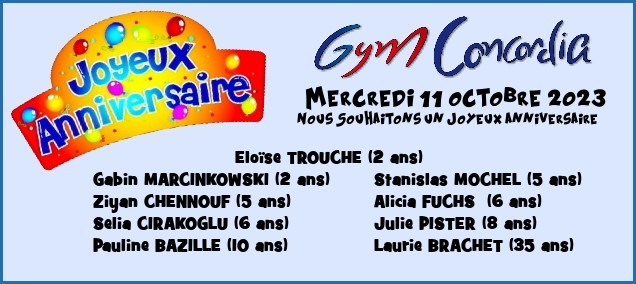 Joyeux
Anniversaire
Gym Concordia
MERCREDI 11 OCTOBRE 2023
NOUS SOUHAITONS UN JOYEUX ANNIVERSAIRE
Eloïse TROUCHE (2 ans)
Gabin MARCINKOWSKI (2 ans)
Stanislas MOCHEL (5 ans)
Ziyan CHENNOUF (5 ans)
Alicia FUCHS (6 ans)
Selia CIRAKOGLU (6 ans)
Julie PISTER (8 ans)
Pauline BAZILLE (10 ans)
Laurie BRACHET (35 ans)